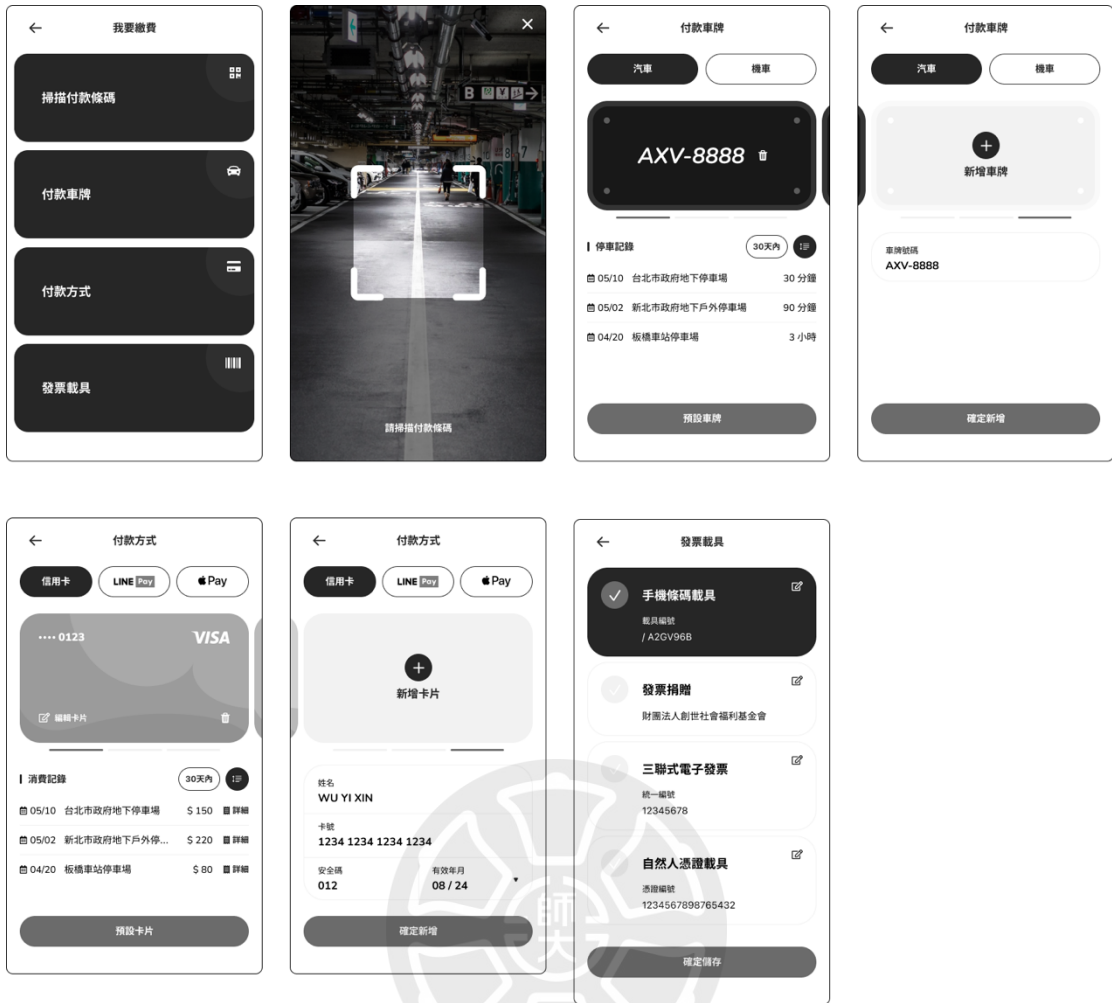 我要繳費
掃描付款條碼
付款車牌
付款方式
發票載具
B
8 7
請掃描付款條碼
付款車牌
汽車 機車
AXV-8888
停車記錄 30天內
05/10 台北市政府地下停車場 30 分鐘
05/02 新北市政府地下戶外停車場 90 分鐘
04/20 板橋車站停車場 3 小時
預設車牌
付款車牌
汽車 機車
新增車牌
車牌號碼
AXV-8888
確定新增
付款方式
信用卡 LINE Pay Pay
•••• 0123 VISA
編輯卡片
消費記錄 30天內
05/10 台北市政府地下停車場 $ 150 詳細
05/02 新北市政府地下戶外停... $ 220 詳細
04/20 板橋車站停車場 $ 80 詳細
預設卡片
付款方式
信用卡 LINE Pay Pay
新增卡片
姓名
WU YI XIN
卡號
1234 1234 1234 1234
安全碼 有效年月
012 08 / 24
確定新增
發票載具
手機條碼載具
載具編號
/ A2GV96B
發票捐贈
財團法人創世社會福利基金會
三聯式電子發票
統一編號
12345678
自然人憑證載具
憑證編號
1234567898765432
確定儲存
師大